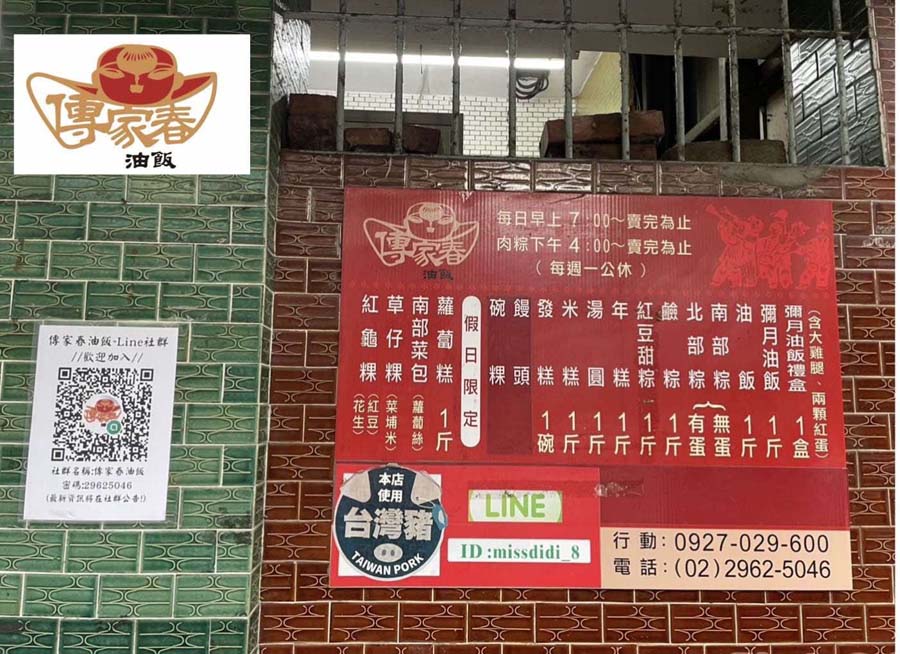 傳家春
油飯
傳家春
油飯
每日早上7:00~賣完為止
肉粽下午4:00~賣完為止
(每週一公休)
(含大雞腿、兩顆紅蛋)
彌月油飯禮盒 1盒
彌月油飯 1斤
油飯 1斤
南部粽 無蛋
北部粽 有蛋
鹼粽 1斤
紅豆甜粽 1斤
年糕 1斤
湯圓 1斤
米糕 1斤
發糕 1碗
饅頭
碗粿
假日限定
蘿蔔糕 1斤
南部菜包(蘿蔔絲)
草仔粿(紅豆)(菜埔米)
紅龜粿(花生)
傳家春油飯-Line社群
//歡迎加入//
社群名稱:傳家春油飯
密碼:29625046
(最新資訊將在社群公告!)
本店
使用
台灣豬
TAIWAN PORK
LINE
ID:missdidi_8
行動:0927-029-600
電話:(02)2962-5046